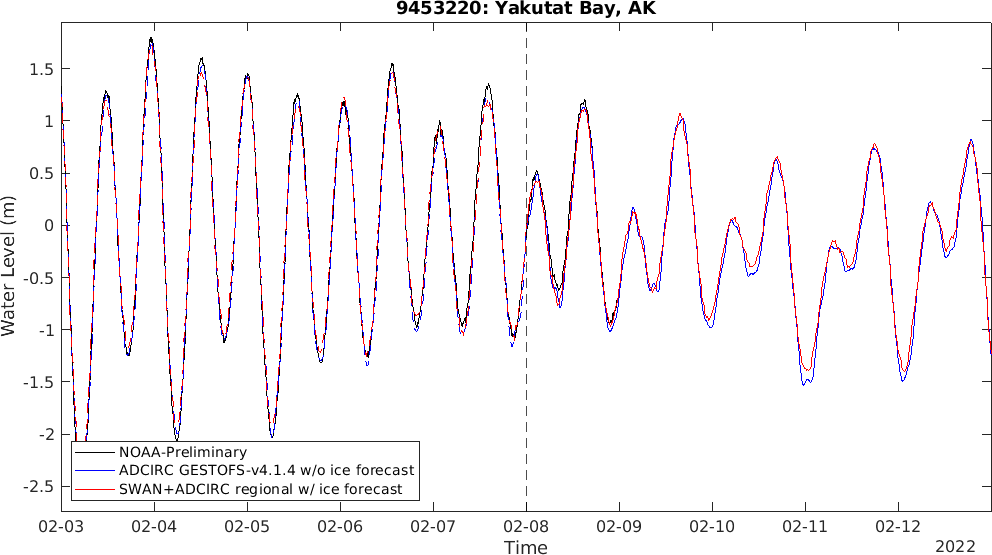 9453220: Yakutat Bay, AK
Water Level (m)
1.5
1
0.5
0
-0.5
-1
-1.5
-2
-2.5
NOAA-Preliminary
ADCIRC GESTOFS-v4.1.4 w/o ice forecast
SWAN+ADCIRC regional w/ ice forecast
02-03 02-04 02-05 02-06 02-07 02-08 02-09 02-10 02-11 02-12
Time
2022